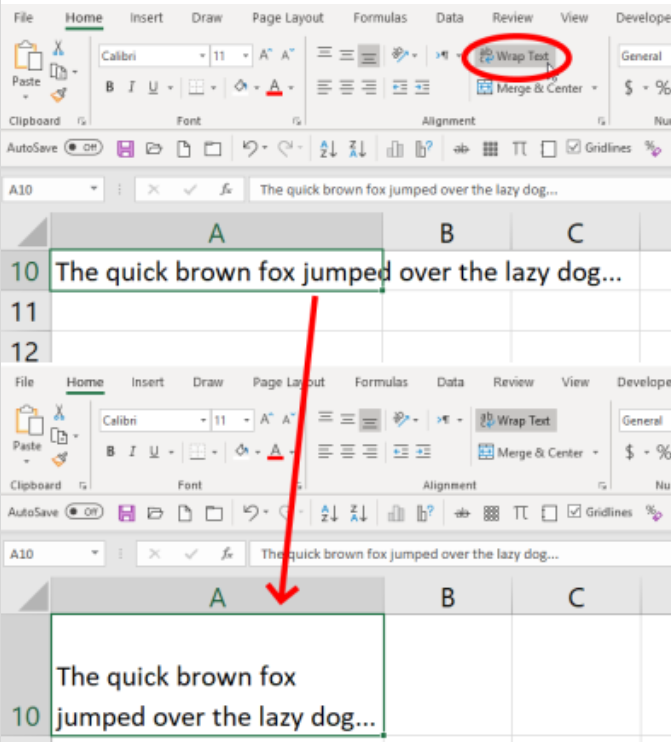 File Home Insert Draw Page Layout Formulas Data Review View Develope
Calibri 11 A^ A˅ ab Wrap Text General
Paste B I U A Merge & Center $ %
Clipboard Font Alignment Nu
AutoSave Off Gridlines
A10 fx The quick brown fox jumped over the lazy dog...
A B C
10 The quick brown fox jumped over the lazy dog...
11
12
File Home Insert Draw Page Layout Formulas Data Review View Develope
Calibri 11 A^ A˅ ab Wrap Text General
Paste B I U A Merge & Center $ %
Clipboard Font Alignment Nu
AutoSave Off Gridlines
A10 fx The quick brown fox jumped over the lazy dog...
A B C
The quick brown fox
10 jumped over the lazy dog...